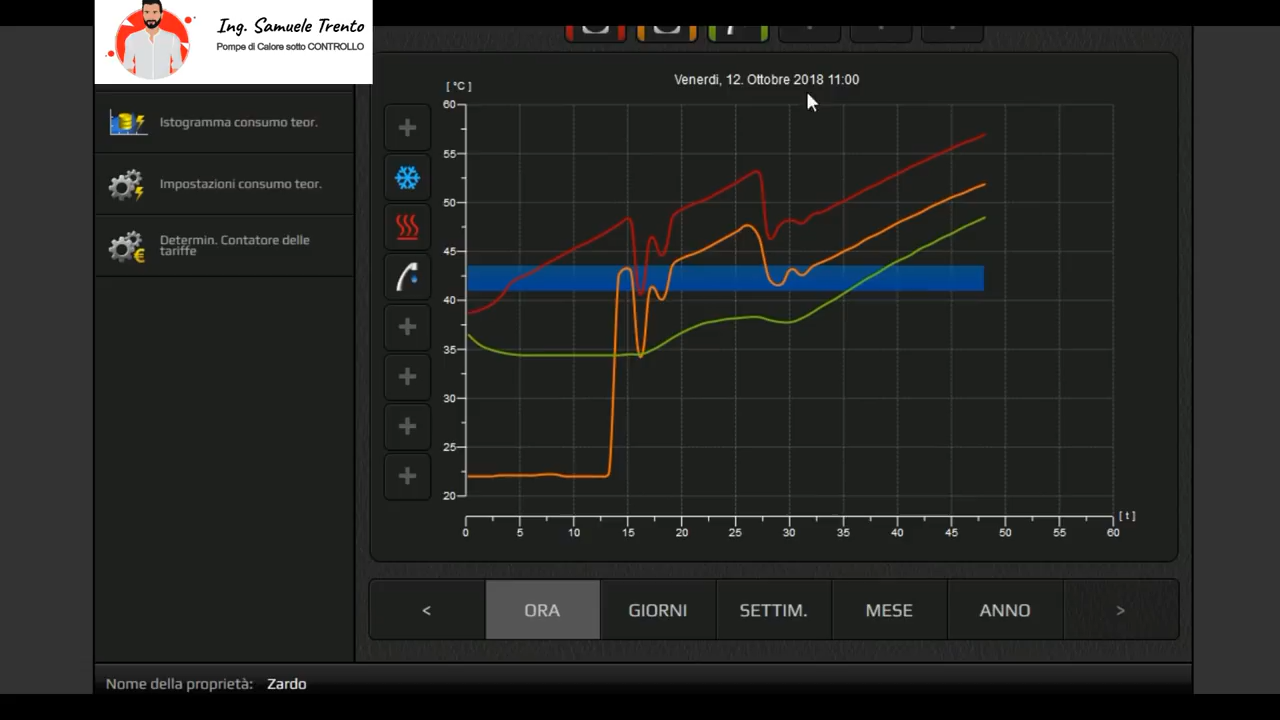 Ing. Samuele Trento
Pompe di Calore sotto CONTROLLO
Venerdi, 12. Ottobre 2018 11:00
[ °C ]
Istogramma consumo teor.
Impostazioni consumo teor.
Determin. Contatore delle
tariffe
60
55
50
45
40
35
30
25
20
[ t ]
0 5 10 15 20 25 30 35 40 45 50 55 60
< ORA GIORNI SETTIM. MESE ANNO >
Nome della proprietà: Zardo